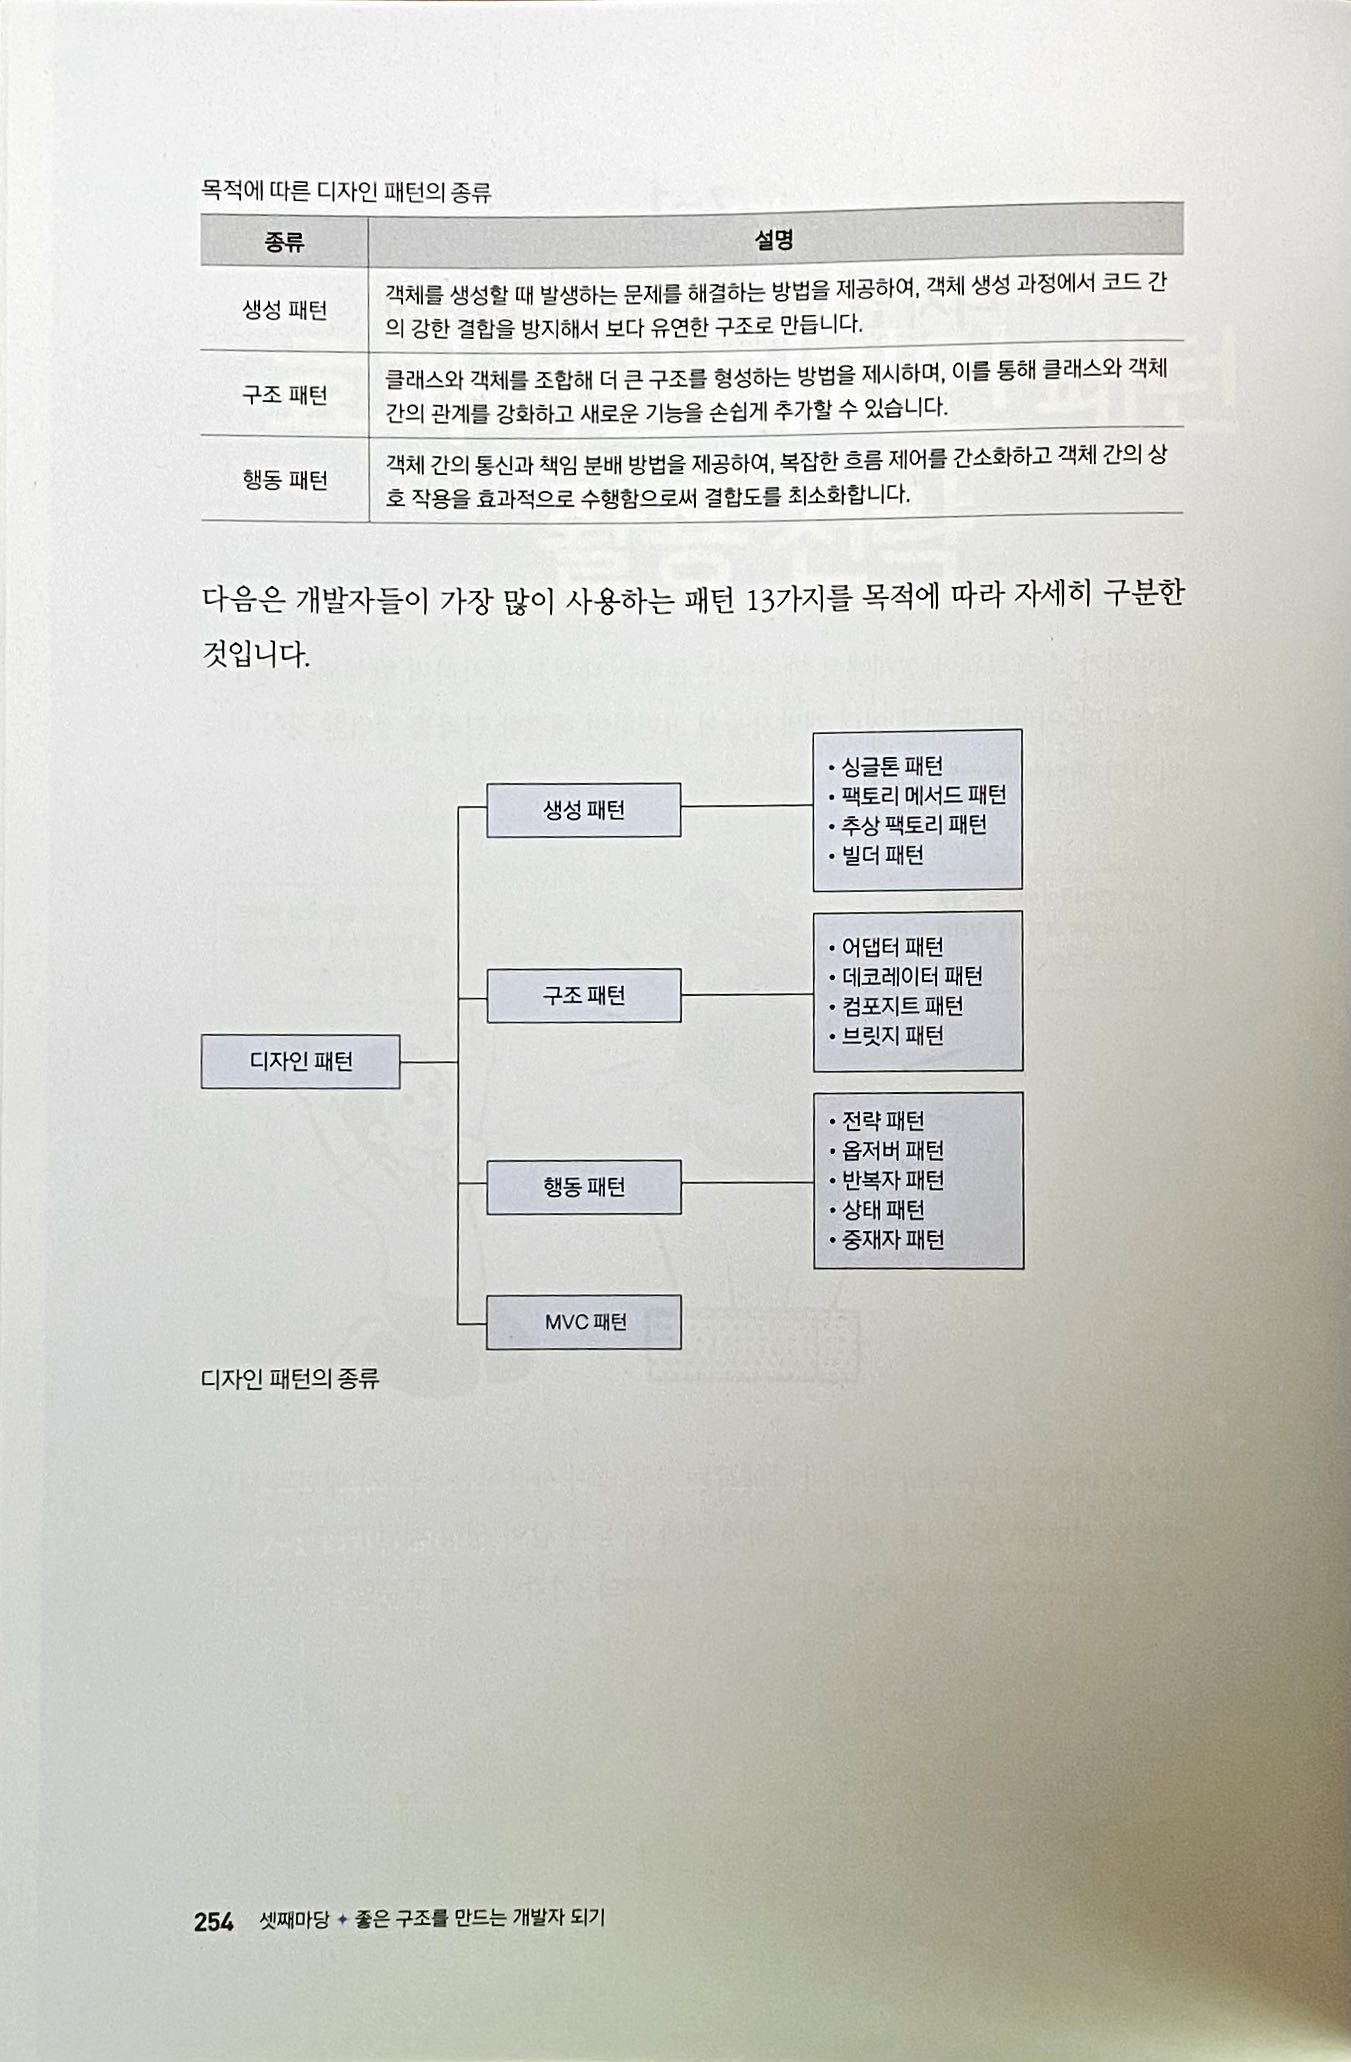 목적에 따른 디자인 패턴의 종류
종류 설명
생성 패턴
객체를 생성할 때 발생하는 문제를 해결하는 방법을 제공하여, 객체 생성 과정에서 코드 간
의 강한 결합을 방지해서 보다 유연한 구조로 만듭니다.
구조 패턴
클래스와 객체를 조합해 더 큰 구조를 형성하는 방법을 제시하며, 이를 통해 클래스와 객체
간의 관계를 강화하고 새로운 기능을 손쉽게 추가할 수 있습니다.
행동 패턴
객체 간의 통신과 책임 분배 방법을 제공하여, 복잡한 흐름 제어를 간소화하고 객체 간의 상
호 작용을 효과적으로 수행함으로써 결합도를 최소화합니다.
다음은 개발자들이 가장 많이 사용하는 패턴 13가지를 목적에 따라 자세히 구분한
것입니다.
디자인 패턴
생성 패턴
• 싱글톤 패턴
• 팩토리 메서드 패턴
• 추상 팩토리 패턴
• 빌더 패턴
구조 패턴
• 어댑터 패턴
• 데코레이터 패턴
• 컴포지트 패턴
• 브릿지 패턴
행동 패턴
• 전략 패턴
• 옵저버 패턴
• 반복자 패턴
• 상태 패턴
• 중재자 패턴
MVC 패턴
디자인 패턴의 종류
254 셋째마당 ✦ 좋은 구조를 만드는 개발자 되기